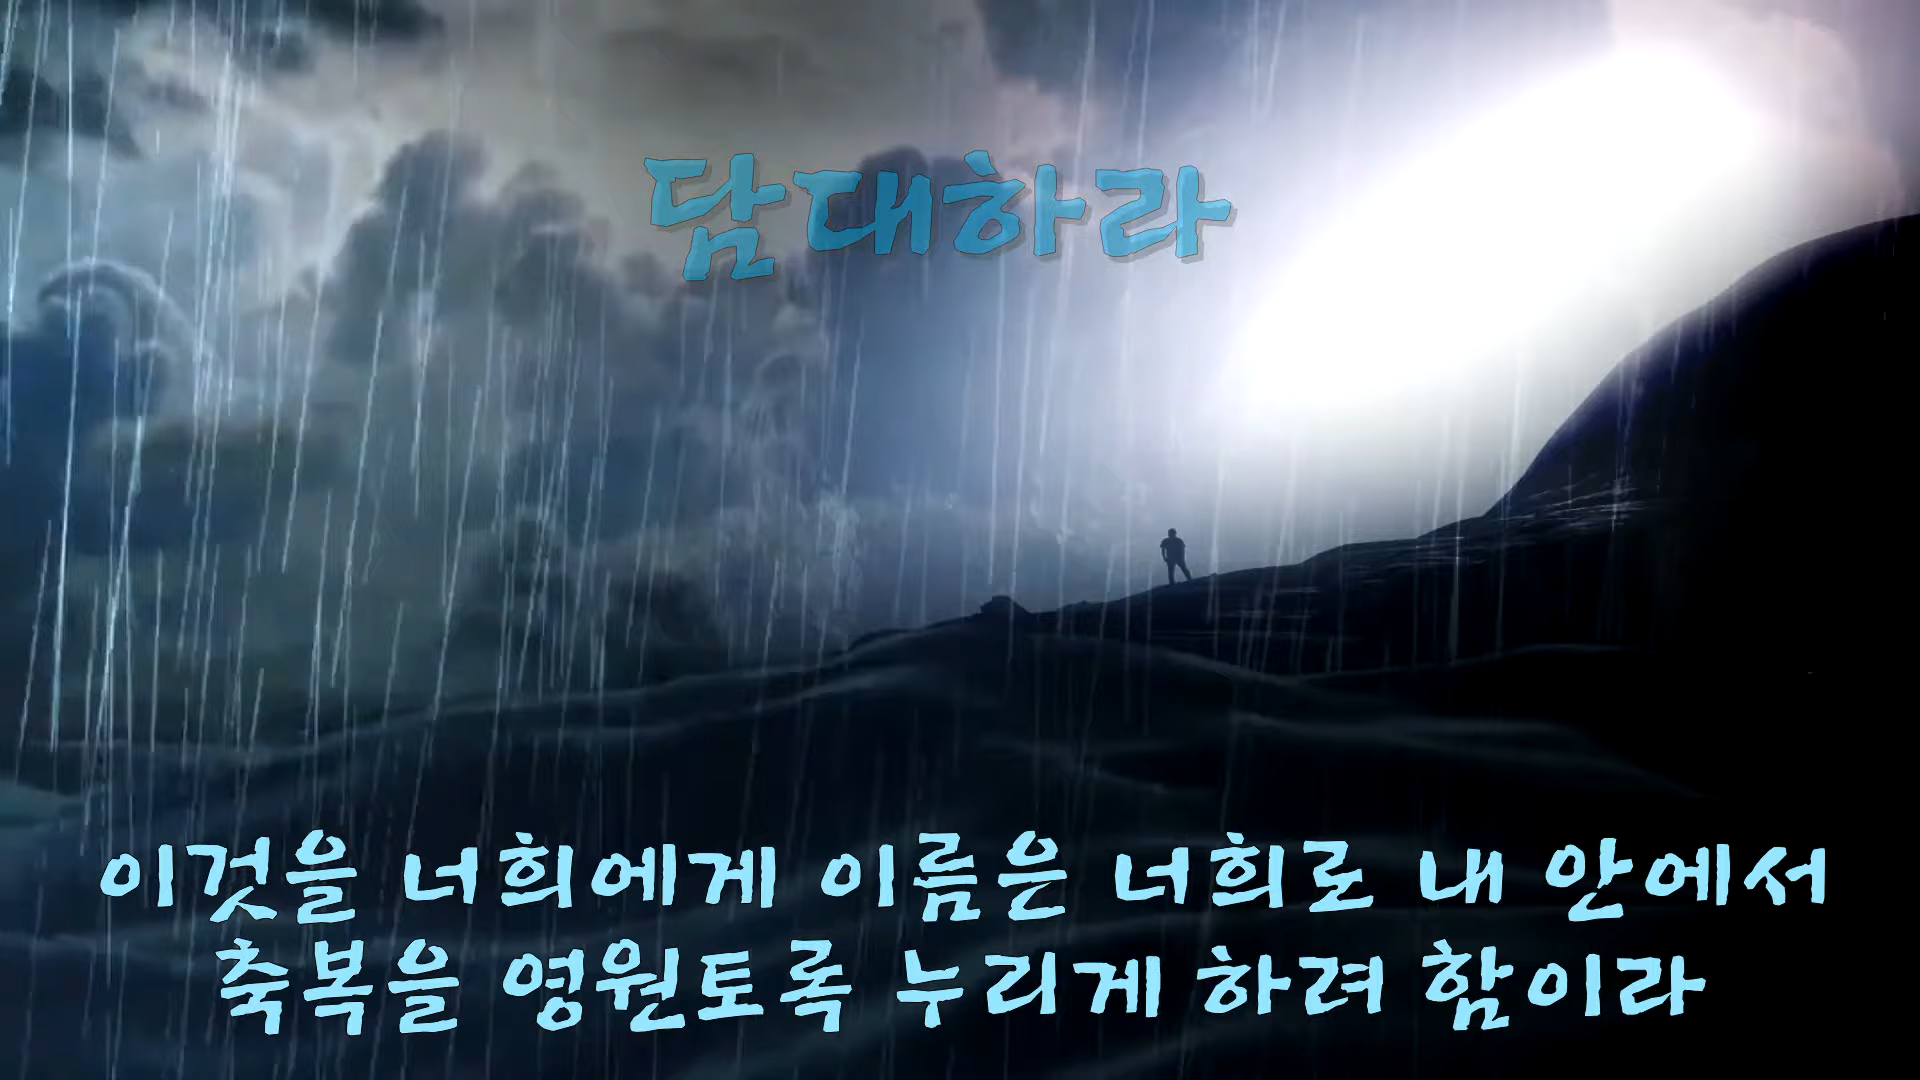 담대하라
이것을 너희에게 이름은 너희로 내 안에서
축복을 영원토록 누리게 하려 함이라